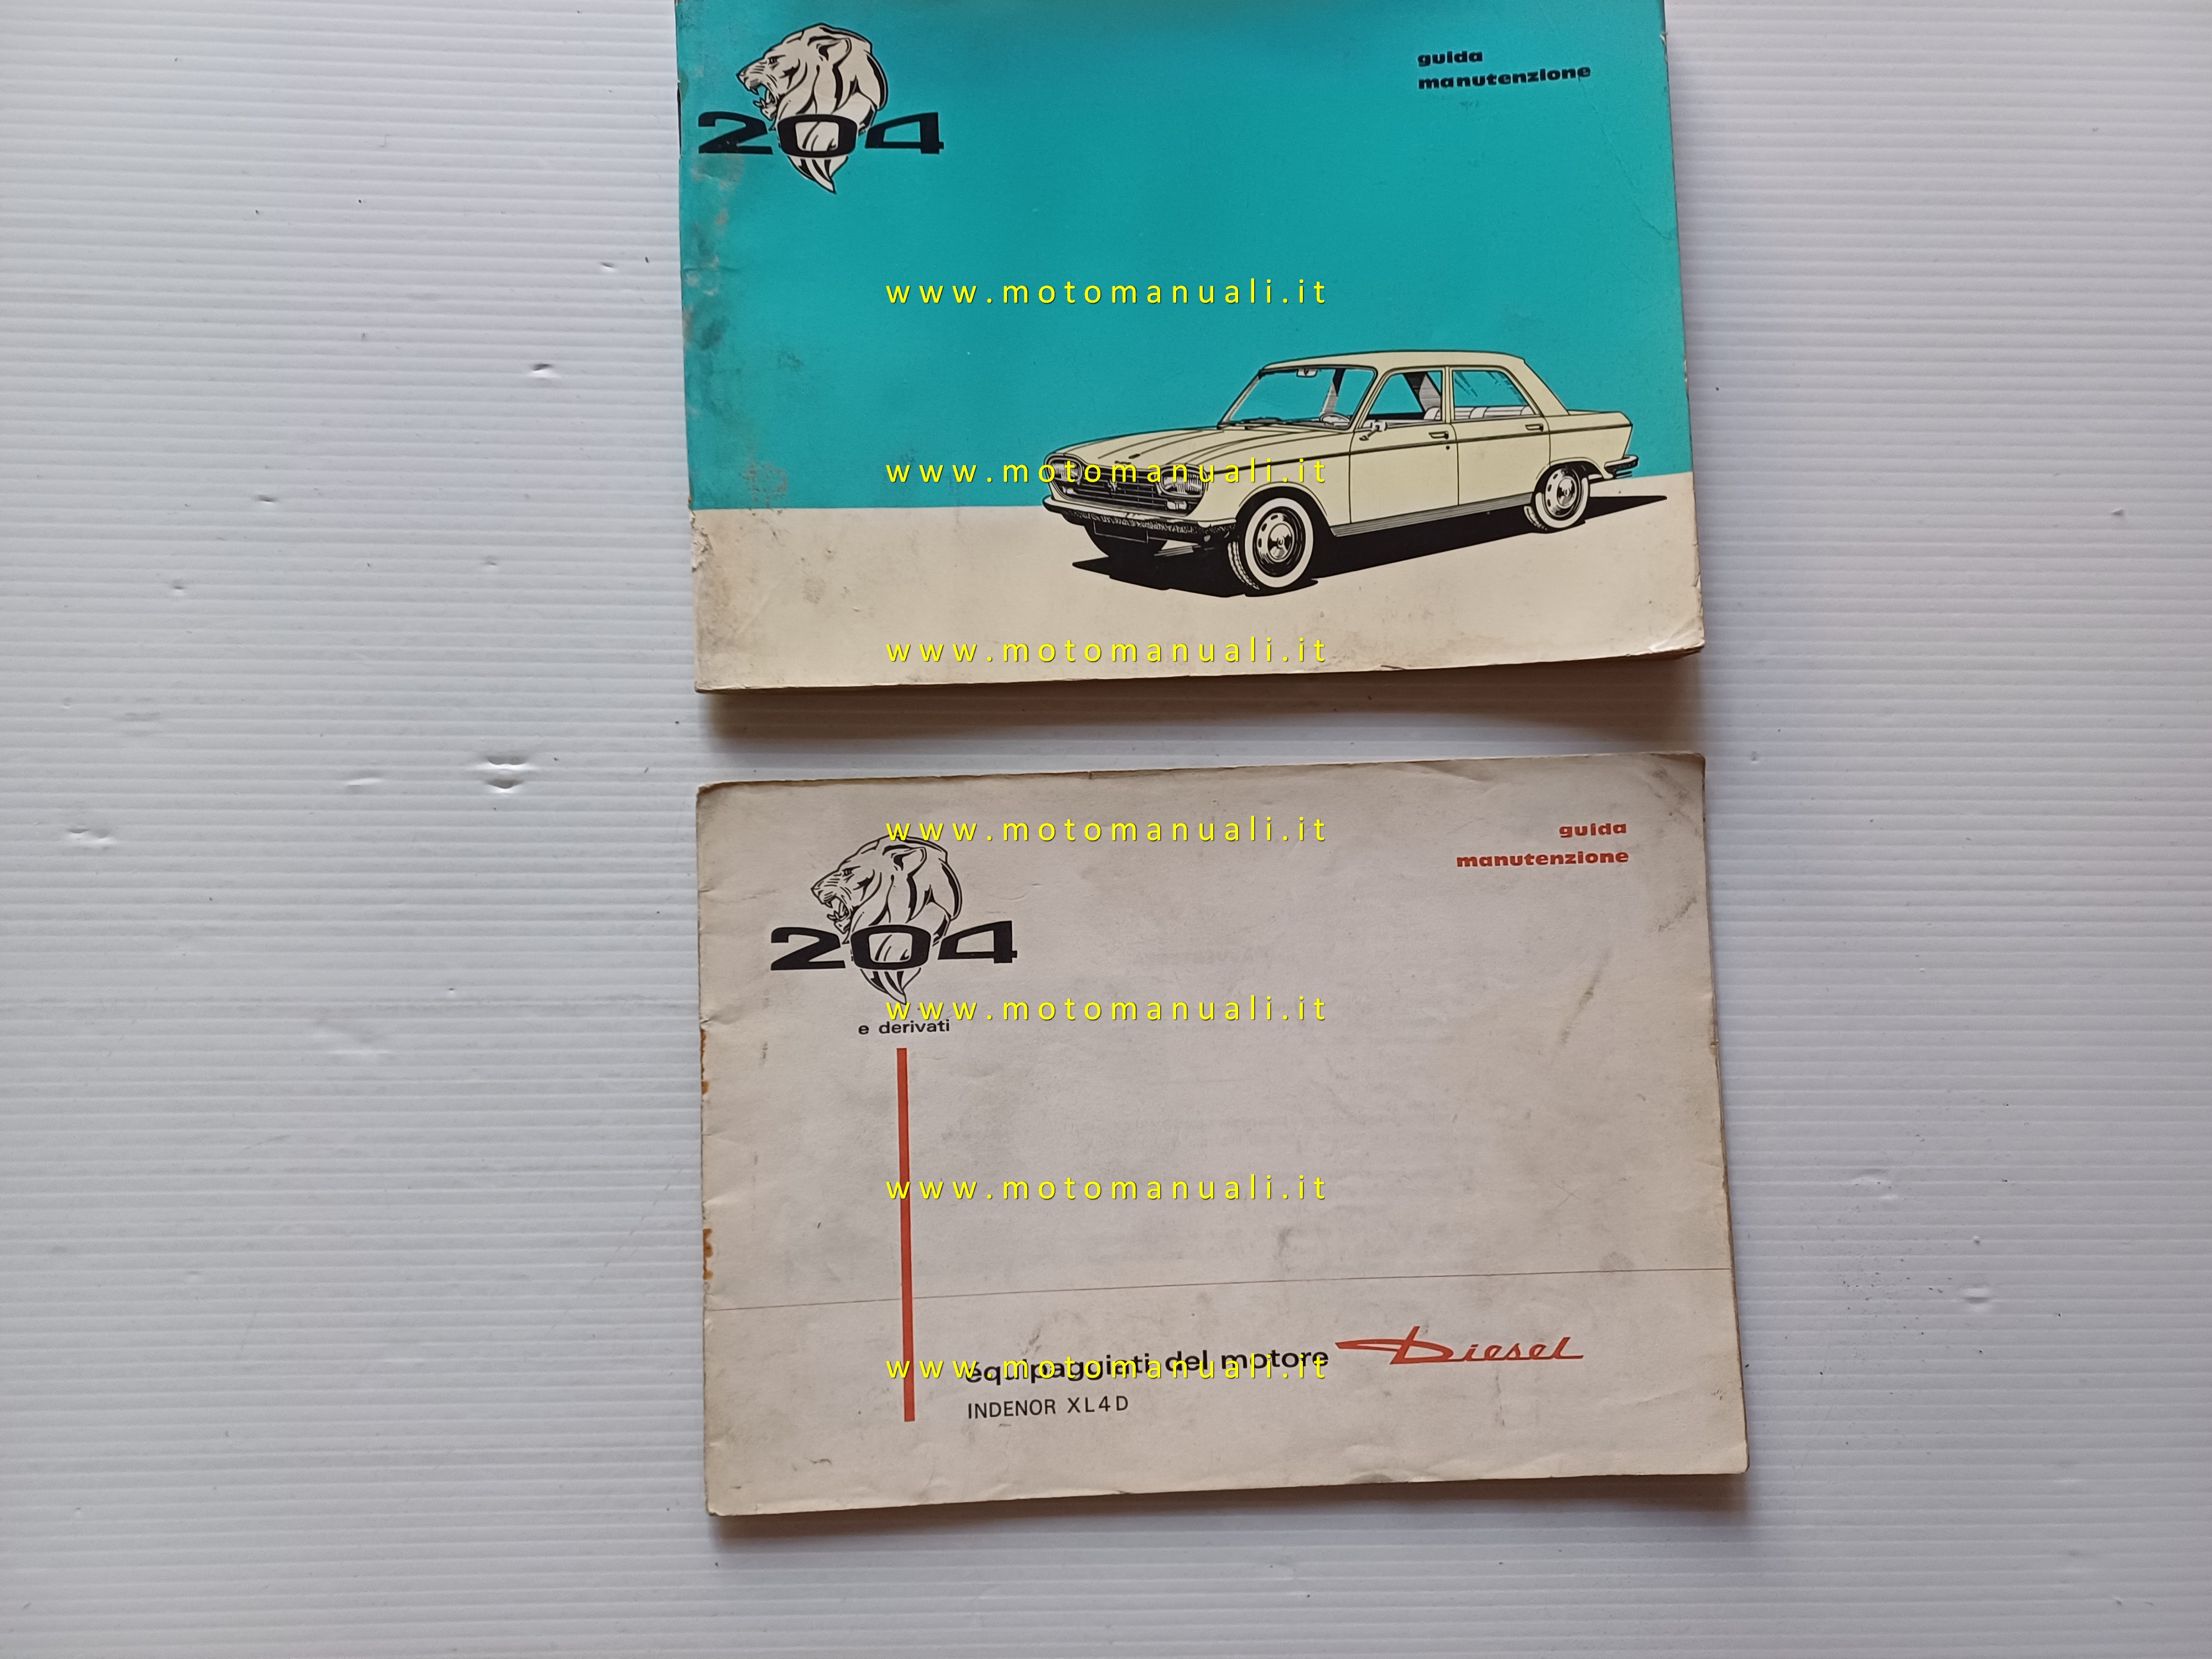 204
guida
manutenzione
www.motomanuali.it
www.motomanuali.it
www.motomanuali.it
www.motomanuali.it
204
guida
manutenzione
www.motomanuali.it
e derivati
www.motomanuali.it
equipaggiati del motore Diesel
www.motomanuali.it
INDENOR XL4D